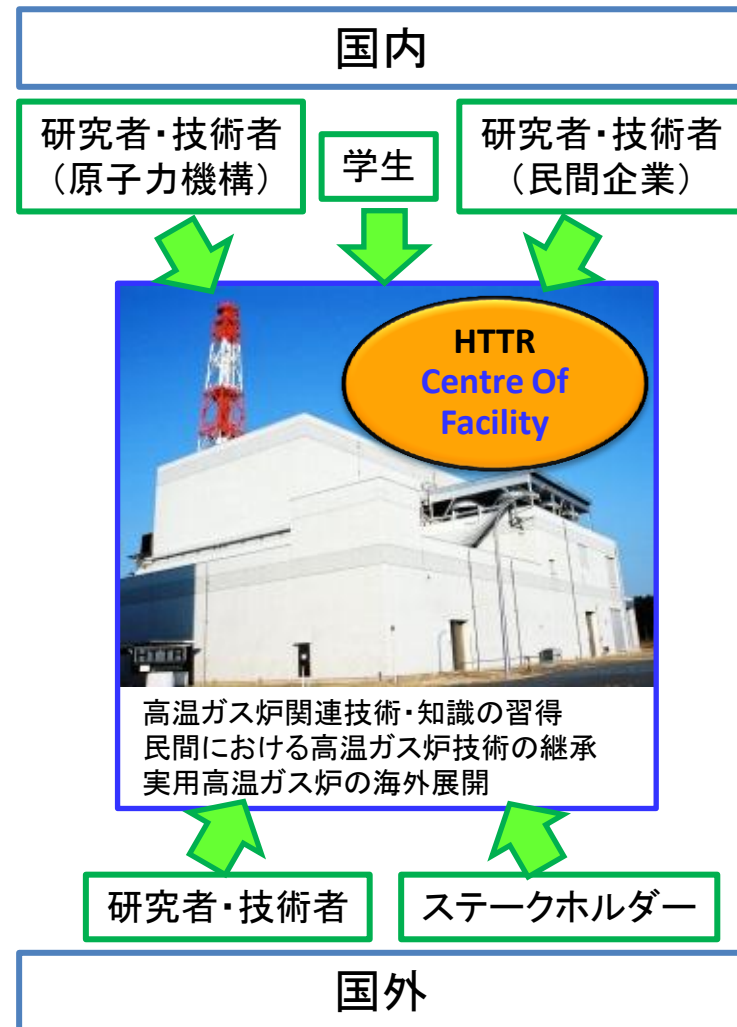 国内
研究者・技術者
（原子力機構）
学生
研究者・技術者
（民間企業）
HTTR
Centre Of
Facility
HTTR
高温ガス炉関連技術・知識の習得
民間における高温ガス炉技術の継承
実用高温ガス炉の海外展開
研究者・技術者
ステークホルダー
国外